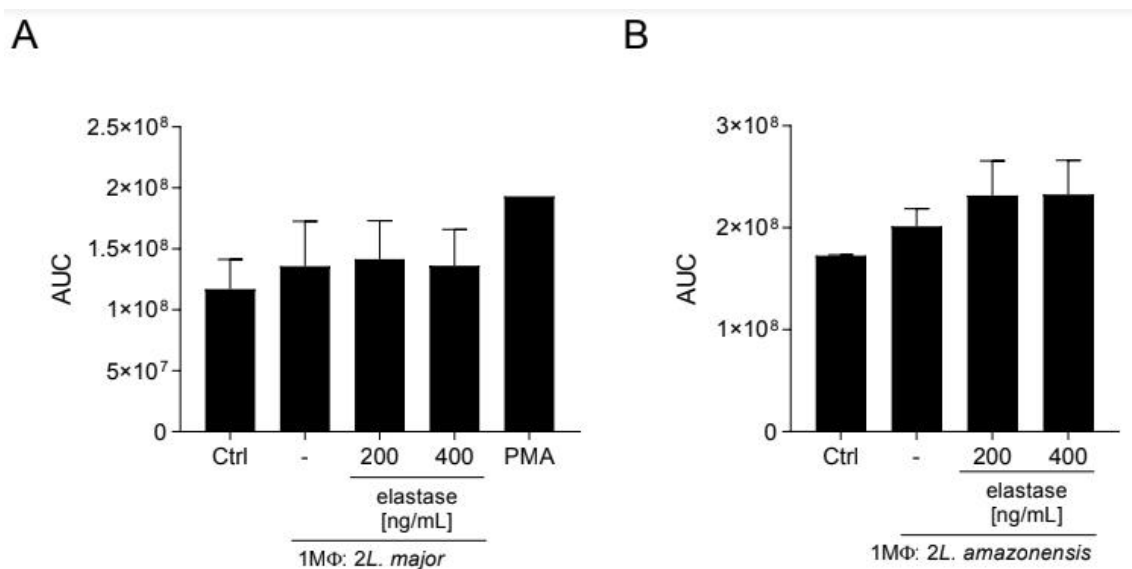 A
AUC
2.5×10⁸
2×10⁸
1.5×10⁸
1×10⁸
5×10⁷
0
Ctrl - 200 400 PMA
elastase
[ng/mL]
1MΦ: 2L. major
B
AUC
3×10⁸
2×10⁸
1×10⁸
0
Ctrl - 200 400
elastase
[ng/mL]
1MΦ: 2L. amazonensis